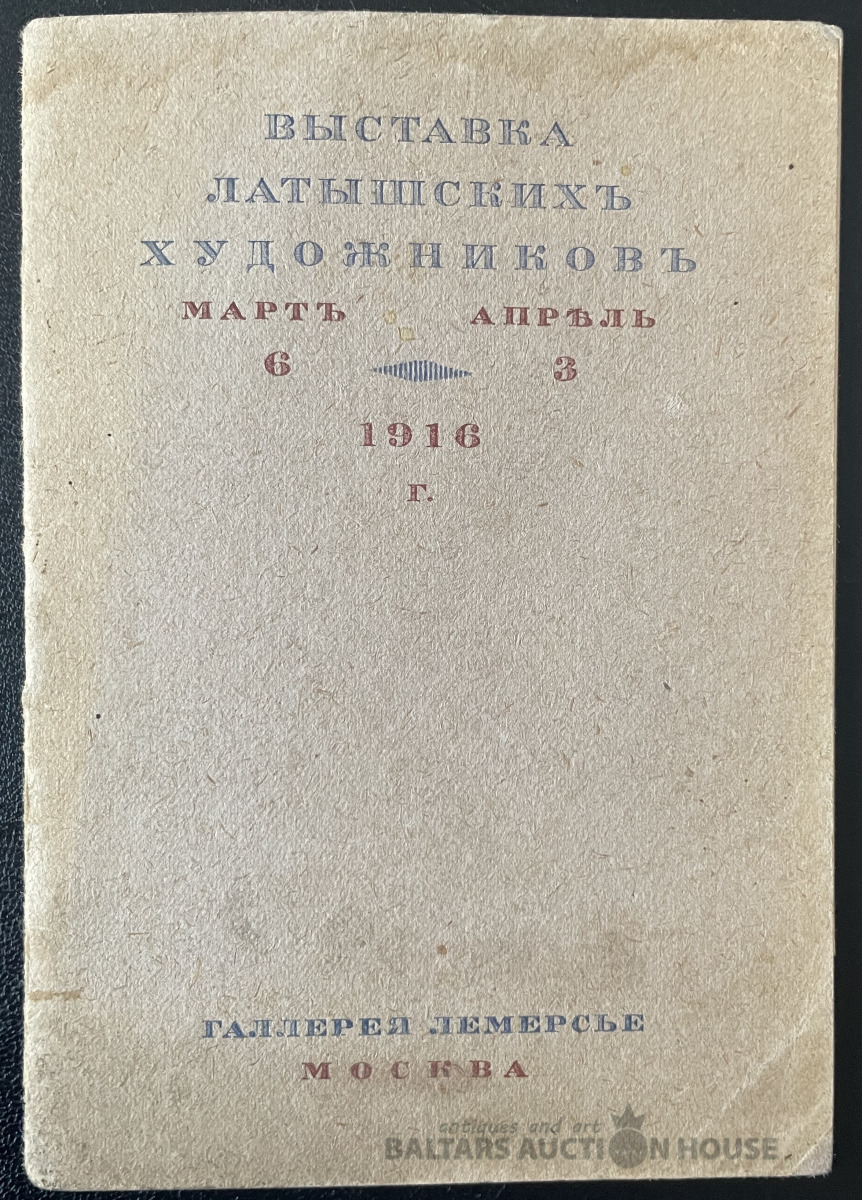 ВЫСТАВКА
ЛАТЫШСКИХЪ
ХУДОЖНИКОВЪ
МАРТЪ АПРѢЛЬ
6 3
1916
Г.
ГАЛЛЕРЕЯ ЛЕМЕРСЬЕ
МОСКВА
antiques and art
BALTARS AUCTION HOUSE